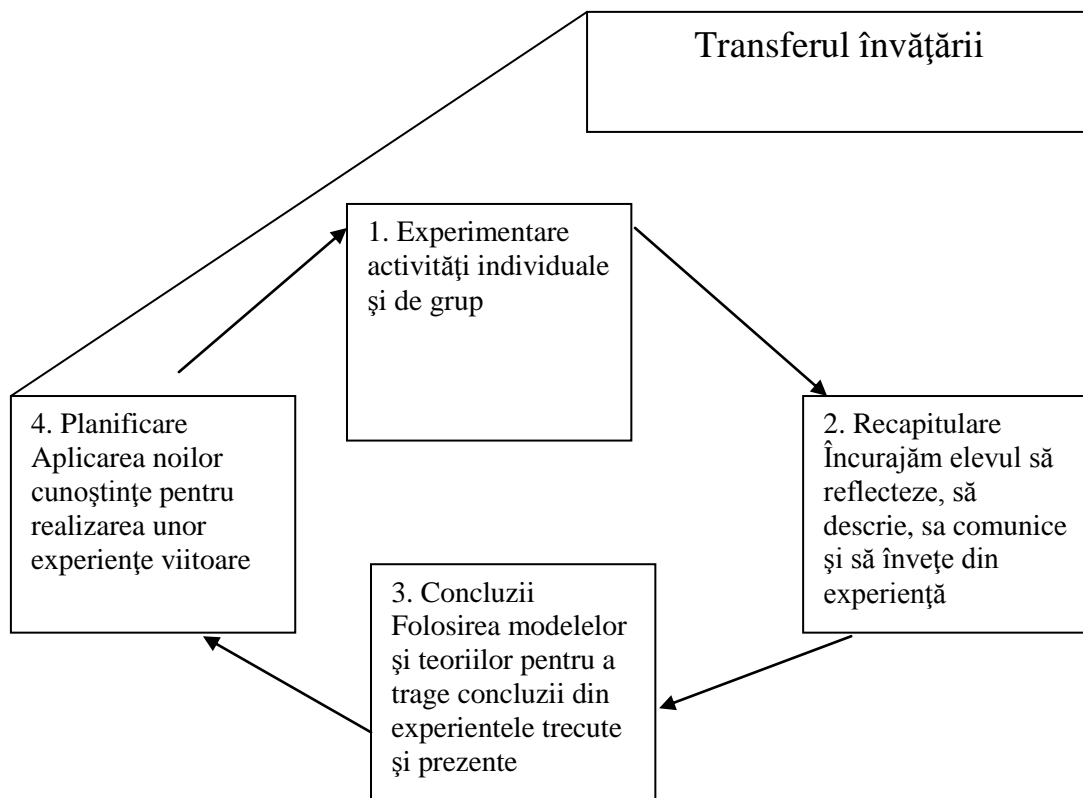 Transferul învăţării
1. Experimentare
activităţi individuale
şi de grup
2. Recapitulare
Încurajăm elevul să
reflecteze, să
descrie, sa comunice
şi să înveţe din
experienţă
3. Concluzii
Folosirea modelelor
şi teoriilor pentru a
trage concluzii din
experientele trecute
şi prezente
4. Planificare
Aplicarea noilor
cunoştinţe pentru
realizarea unor
experienţe viitoare